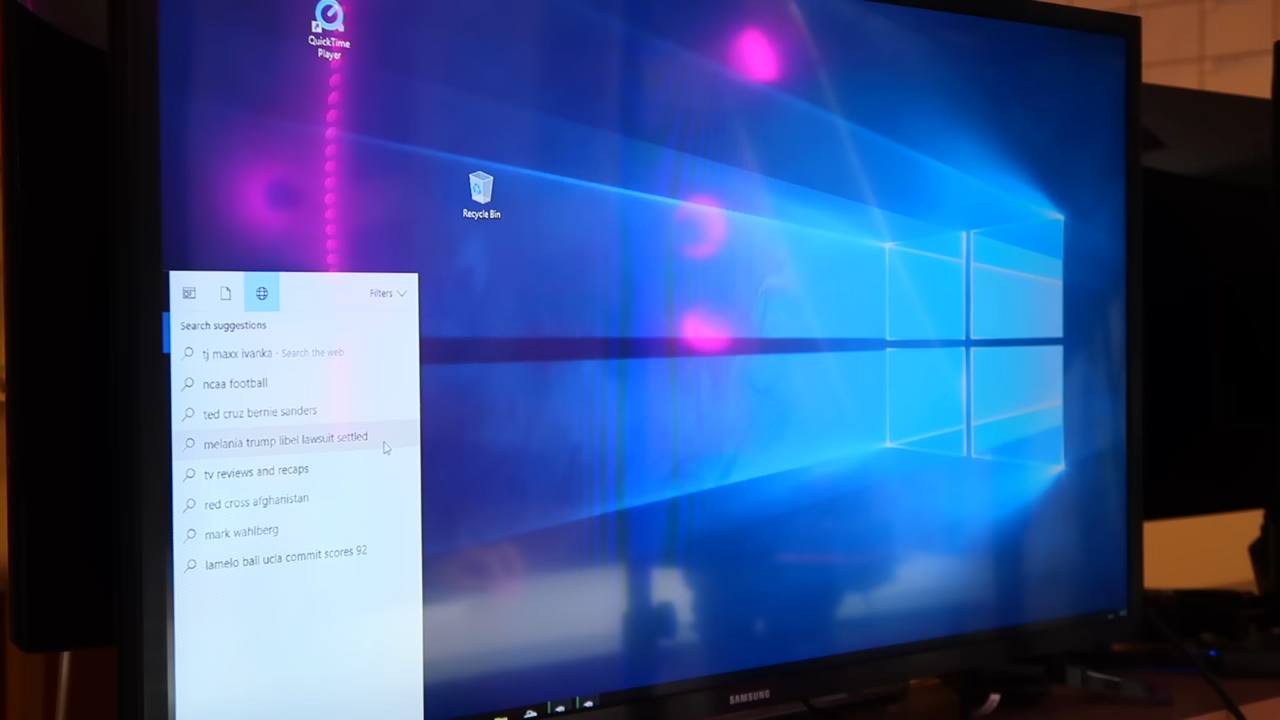 QuickTime
Player
Recycle Bin
Filters
Search suggestions
tj maxx ivanka - Search the web
ncaa football
ted cruz bernie sanders
melania trump libel lawsuit settled
tv reviews and recaps
red cross afghanistan
mark wahlberg
lamelo ball ucla commit scores 92
SAMSUNG